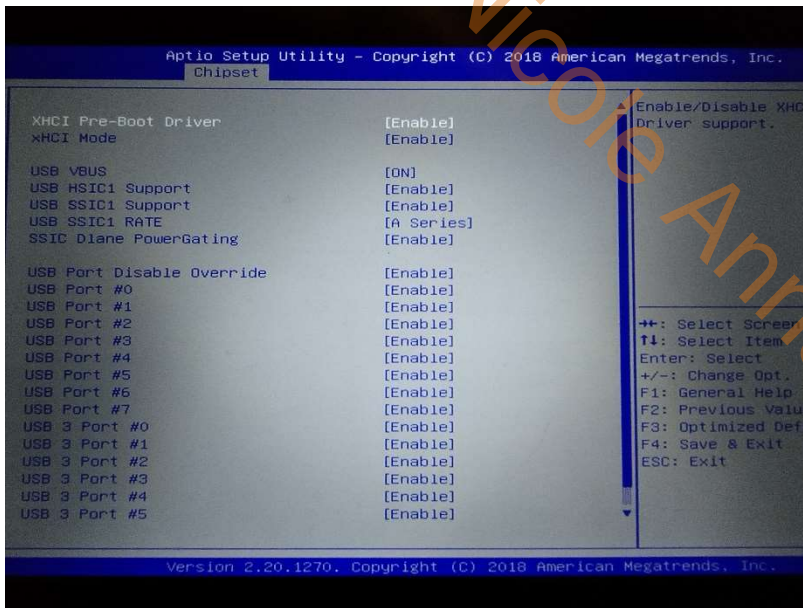 Aptio Setup Utility – Copyright (C) 2018 American Megatrends, Inc.
Chipset
XHCI Pre-Boot Driver [Enable]
xHCI Mode [Enable]
USB VBUS [ON]
USB HSIC1 Support [Enable]
USB SSIC1 Support [Enable]
USB SSIC1 RATE [A Series]
SSIC Dlane PowerGating [Enable]
USB Port Disable Override [Enable]
USB Port #0 [Enable]
USB Port #1 [Enable]
USB Port #2 [Enable]
USB Port #3 [Enable]
USB Port #4 [Enable]
USB Port #5 [Enable]
USB Port #6 [Enable]
USB Port #7 [Enable]
USB 3 Port #0 [Enable]
USB 3 Port #1 [Enable]
USB 3 Port #2 [Enable]
USB 3 Port #3 [Enable]
USB 3 Port #4 [Enable]
USB 3 Port #5 [Enable]
Enable/Disable XHC
Driver support.
→←: Select Screen
↑↓: Select Item
Enter: Select
+/-: Change Opt.
F1: General Help
F2: Previous Valu
F3: Optimized Def
F4: Save & Exit
ESC: Exit
Version 2.20.1270. Copyright (C) 2018 American Megatrends, Inc.
Nicole Anne